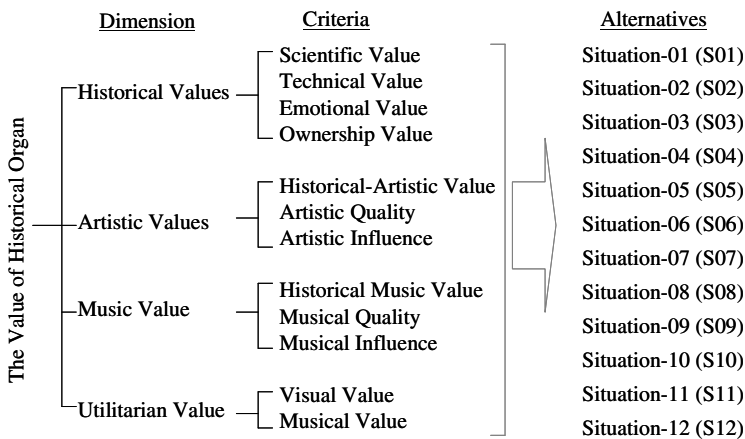 Dimension
Criteria
Alternatives
The Value of Historical Organ
Historical Values
Scientific Value
Technical Value
Emotional Value
Ownership Value
Artistic Values
Historical-Artistic Value
Artistic Quality
Artistic Influence
Music Value
Historical Music Value
Musical Quality
Musical Influence
Utilitarian Value
Visual Value
Musical Value
Situation-01 (S01)
Situation-02 (S02)
Situation-03 (S03)
Situation-04 (S04)
Situation-05 (S05)
Situation-06 (S06)
Situation-07 (S07)
Situation-08 (S08)
Situation-09 (S09)
Situation-10 (S10)
Situation-11 (S11)
Situation-12 (S12)